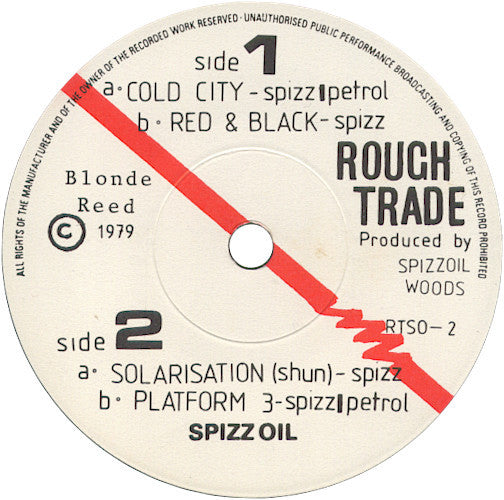 ALL RIGHTS OF THE MANUFACTURER AND OF THE OWNER OF THE RECORDED WORK RESERVED · UNAUTHORISED PUBLIC PERFORMANCE BROADCASTING AND COPYING OF THIS RECORD PROHIBITED
side 1
a· COLD CITY - spizz/petrol
b· RED & BLACK - spizz
ROUGH
TRADE
Blonde
Reed
© 1979
Produced by
SPIZZOIL
WOODS
RTSO-2
side 2
a· SOLARISATION (shun) - spizz
b· PLATFORM 3 - spizz/petrol
SPIZZ OIL